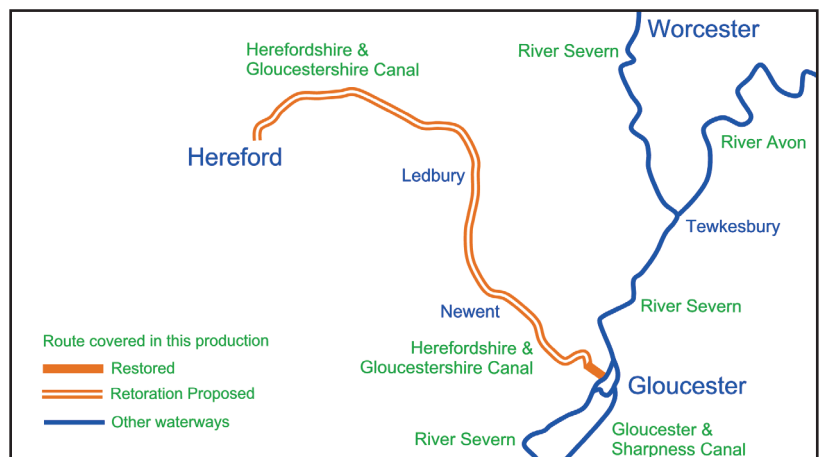 Worcester
River Severn
Herefordshire &
Gloucestershire Canal
River Avon
Hereford
Ledbury
Tewkesbury
Newent
River Severn
Route covered in this production
Restored
Retoration Proposed
Other waterways
Herefordshire &
Gloucestershire Canal
Gloucester
River Severn
Gloucester &
Sharpness Canal